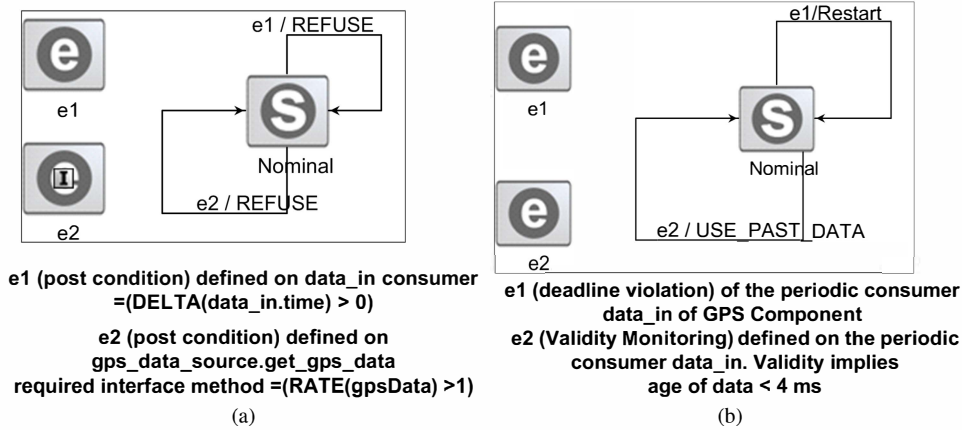 e1 / REFUSE
e
e1
S
Nominal
I
e2 / REFUSE
e2
e1 (post condition) defined on data_in consumer
=(DELTA(data_in.time) > 0)
e2 (post condition) defined on
gps_data_source.get_gps_data
required interface method =(RATE(gpsData) >1)
(a)
e1/Restart
e
e1
S
Nominal
e
e2 / USE_PAST_DATA
e2
e1 (deadline violation) of the periodic consumer
data_in of GPS Component
e2 (Validity Monitoring) defined on the periodic
consumer data_in. Validity implies
age of data < 4 ms
(b)